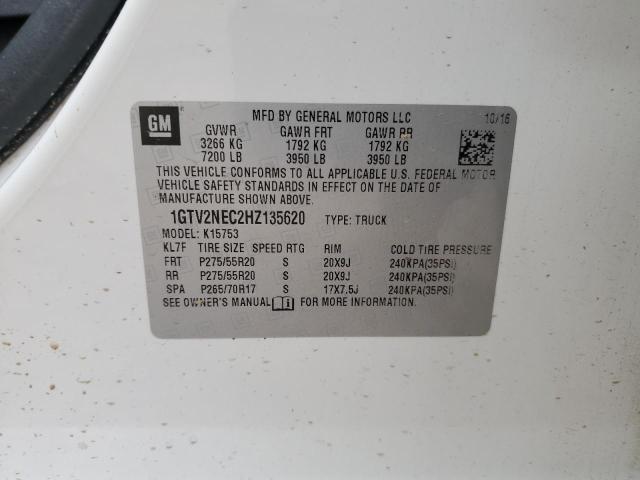 GM
MFD BY GENERAL MOTORS LLC 10/16
GVWR GAWR FRT GAWR RR
3266 KG 1792 KG 1792 KG
7200 LB 3950 LB 3950 LB
THIS VEHICLE CONFORMS TO ALL APPLICABLE U.S. FEDERAL MOTOR
VEHICLE SAFETY STANDARDS IN EFFECT ON THE DATE OF
MANUFACTURE SHOWN ABOVE.
1GTV2NEC2HZ135620 TYPE: TRUCK
MODEL: K15753
KL7F TIRE SIZE SPEED RTG RIM COLD TIRE PRESSURE
FRT P275/55R20 S 20X9J 240KPA(35PSI)
RR P275/55R20 S 20X9J 240KPA(35PSI)
SPA P265/70R17 S 17X7.5J 240KPA(35PSI)
SEE OWNER'S MANUAL FOR MORE INFORMATION.